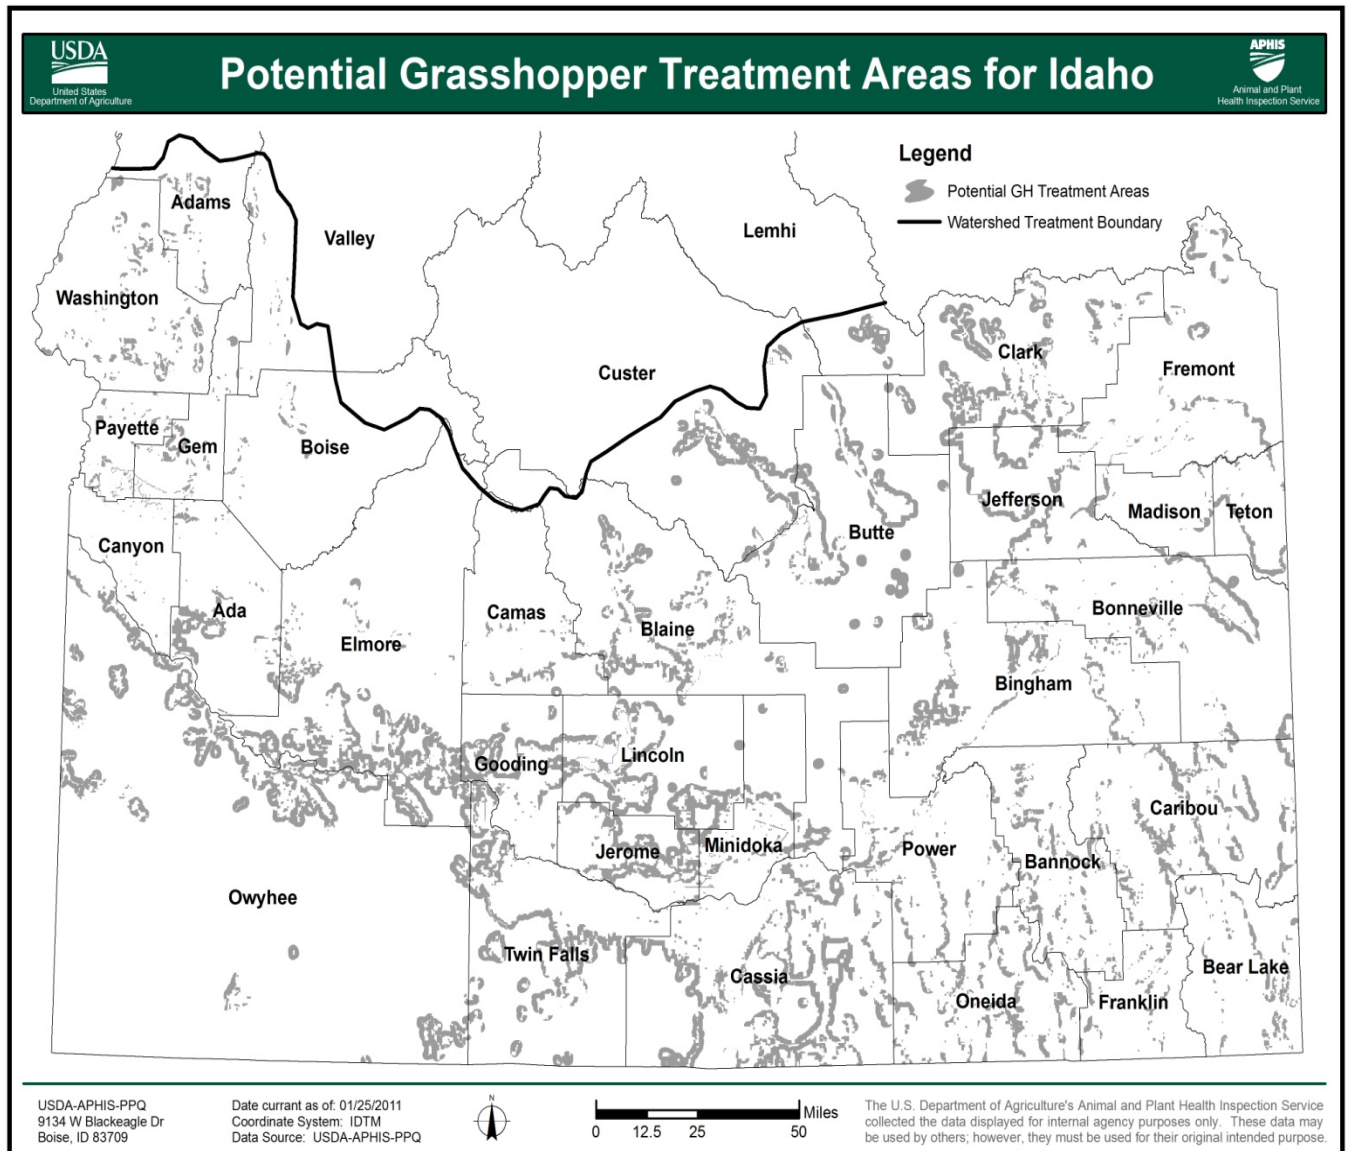 USDA
United States
Department of Agriculture
Potential Grasshopper Treatment Areas for Idaho
APHIS
Animal and Plant
Health Inspection Service
Legend
Potential GH Treatment Areas
Watershed Treatment Boundary
Adams
Valley
Lemhi
Washington
Custer
Clark
Fremont
Payette
Gem
Boise
Jefferson
Madison
Teton
Butte
Canyon
Ada
Elmore
Camas
Blaine
Bonneville
Bingham
Gooding
Lincoln
Caribou
Jerome
Minidoka
Power
Bannock
Owyhee
Twin Falls
Cassia
Oneida
Franklin
Bear Lake
USDA-APHIS-PPQ
9134 W Blackeagle Dr
Boise, ID 83709
Date currant as of: 01/25/2011
Coordinate System: IDTM
Data Source: USDA-APHIS-PPQ
N
Miles
0 12.5 25 50
The U.S. Department of Agriculture's Animal and Plant Health Inspection Service
collected the data displayed for internal agency purposes only. These data may
be used by others; however, they must be used for their original intended purpose.